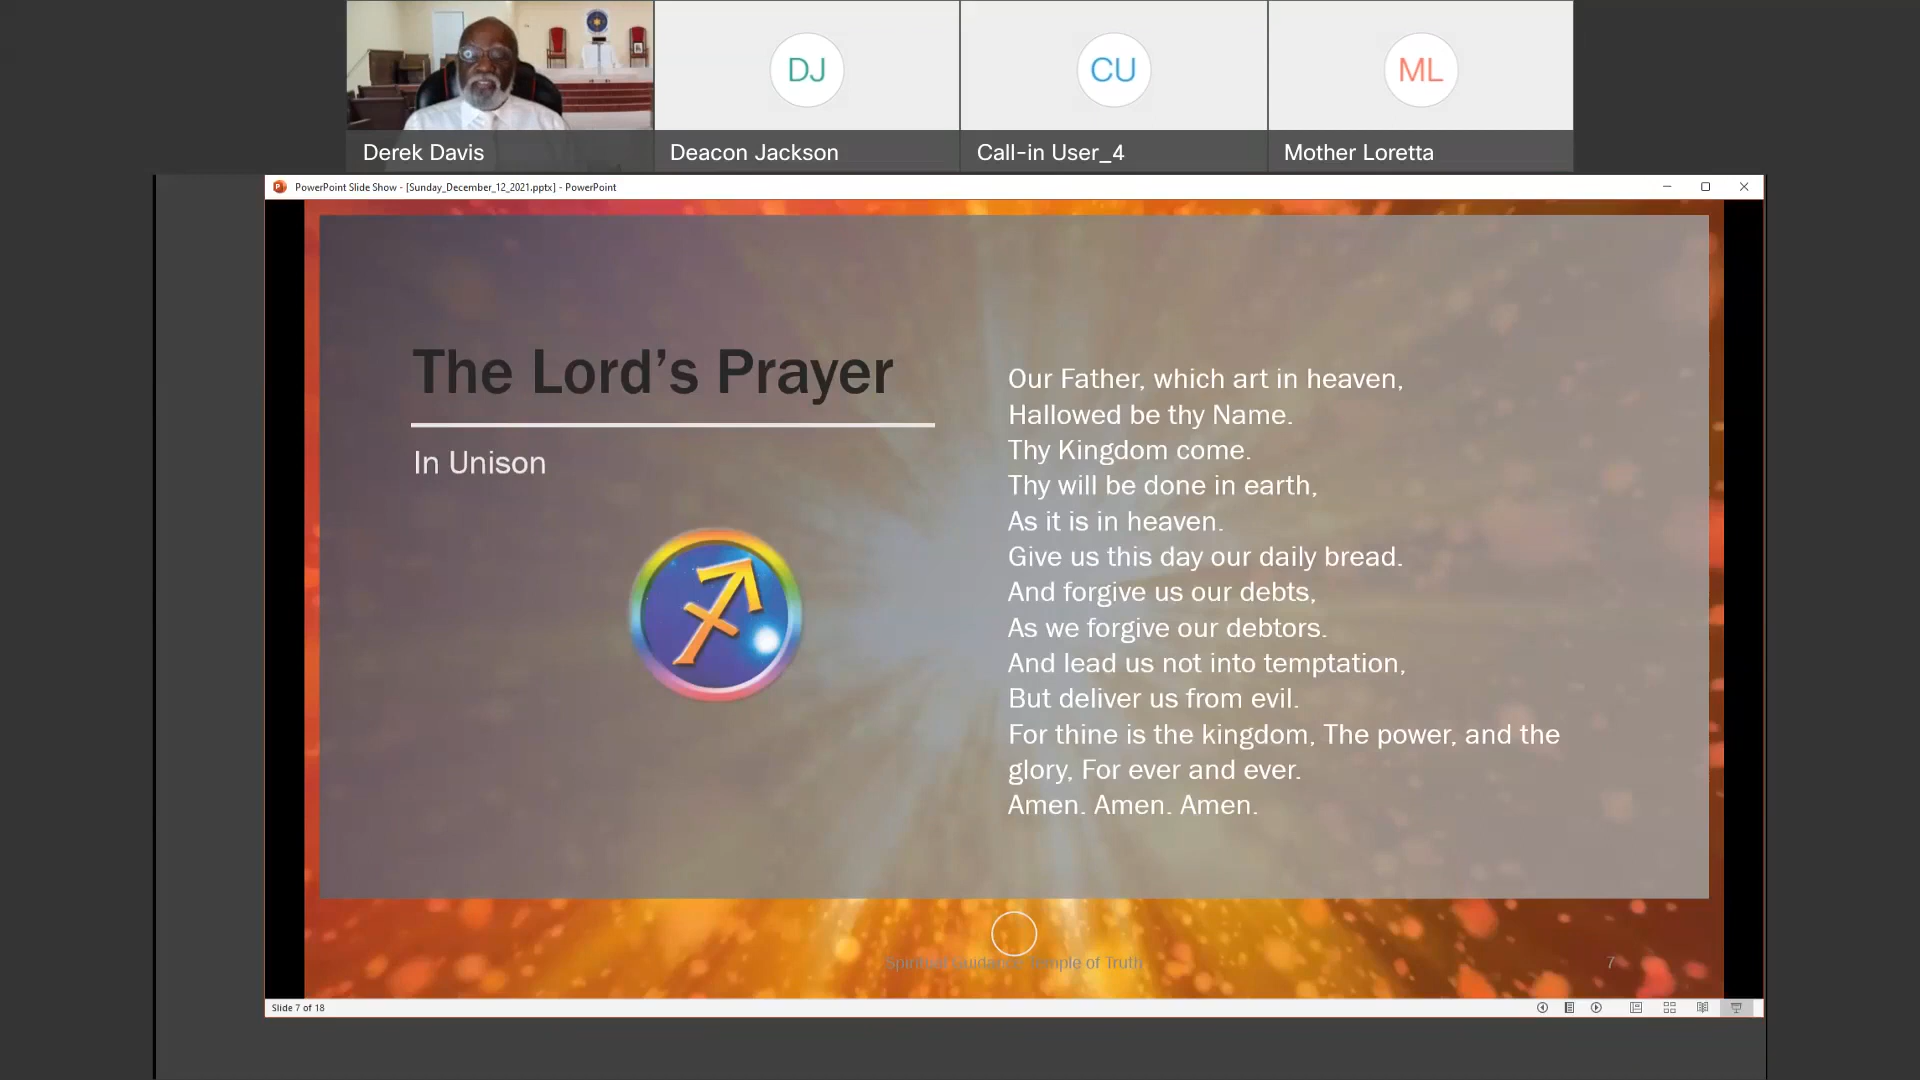 DJ
CU
ML
Derek Davis
Deacon Jackson
Call-in User_4
Mother Loretta
PowerPoint Slide Show - [Sunday_December_12_2021.pptx] - PowerPoint
The Lord’s Prayer
In Unison
Our Father, which art in heaven,
Hallowed be thy Name.
Thy Kingdom come.
Thy will be done in earth,
As it is in heaven.
Give us this day our daily bread.
And forgive us our debts,
As we forgive our debtors.
And lead us not into temptation,
But deliver us from evil.
For thine is the kingdom, The power, and the
glory, For ever and ever.
Amen. Amen. Amen.
Spiritual Guidance Temple of Truth
7
Slide 7 of 18